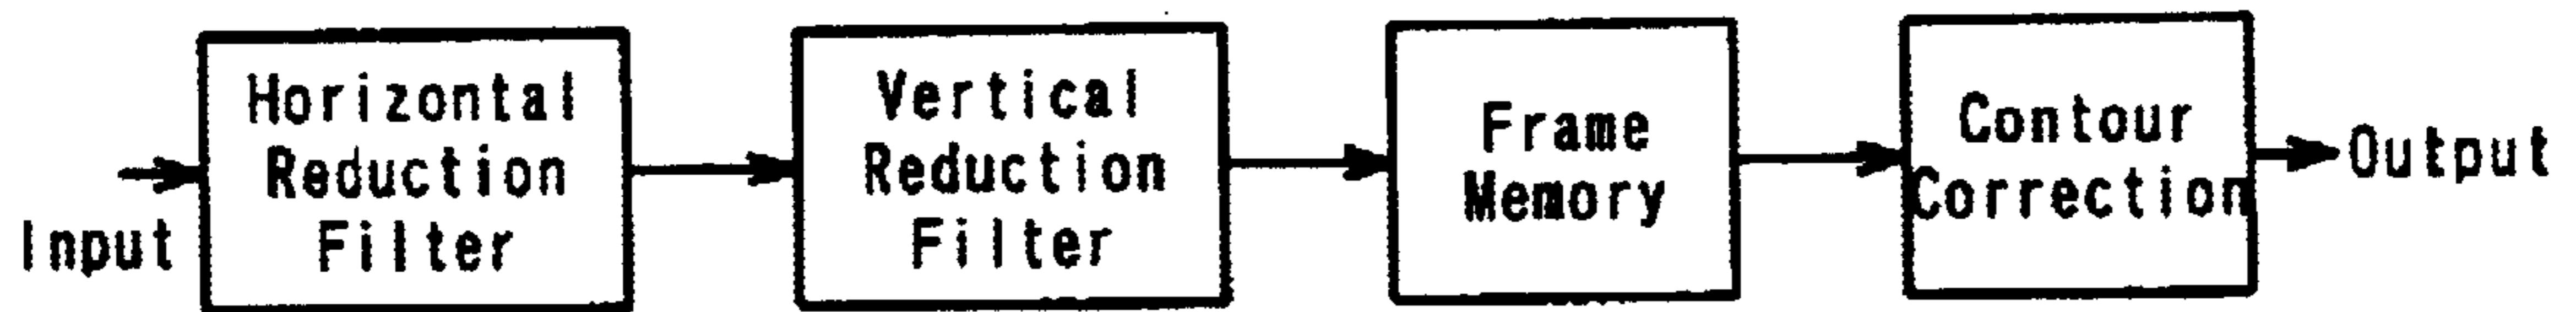 Input
Horizontal
Reduction
Filter
Vertical
Reduction
Filter
Frame
Memory
Contour
Correction
Output